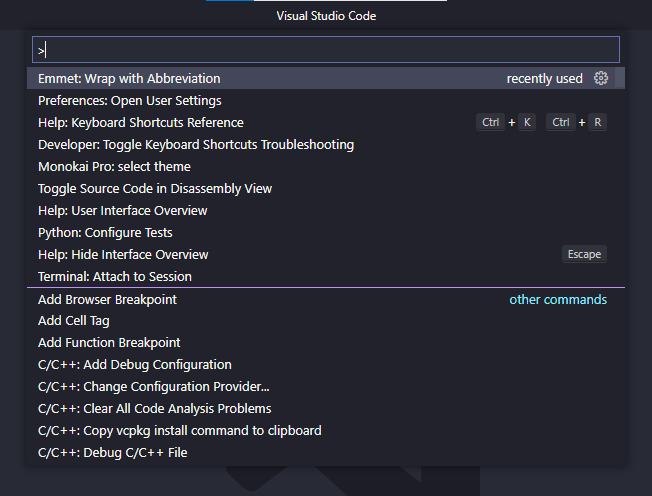 Visual Studio Code
>
Emmet: Wrap with Abbreviation recently used
Preferences: Open User Settings
Help: Keyboard Shortcuts Reference Ctrl + K Ctrl + R
Developer: Toggle Keyboard Shortcuts Troubleshooting
Monokai Pro: select theme
Toggle Source Code in Disassembly View
Help: User Interface Overview
Python: Configure Tests
Help: Hide Interface Overview Escape
Terminal: Attach to Session
Add Browser Breakpoint other commands
Add Cell Tag
Add Function Breakpoint
C/C++: Add Debug Configuration
C/C++: Change Configuration Provider...
C/C++: Clear All Code Analysis Problems
C/C++: Copy vcpkg install command to clipboard
C/C++: Debug C/C++ File